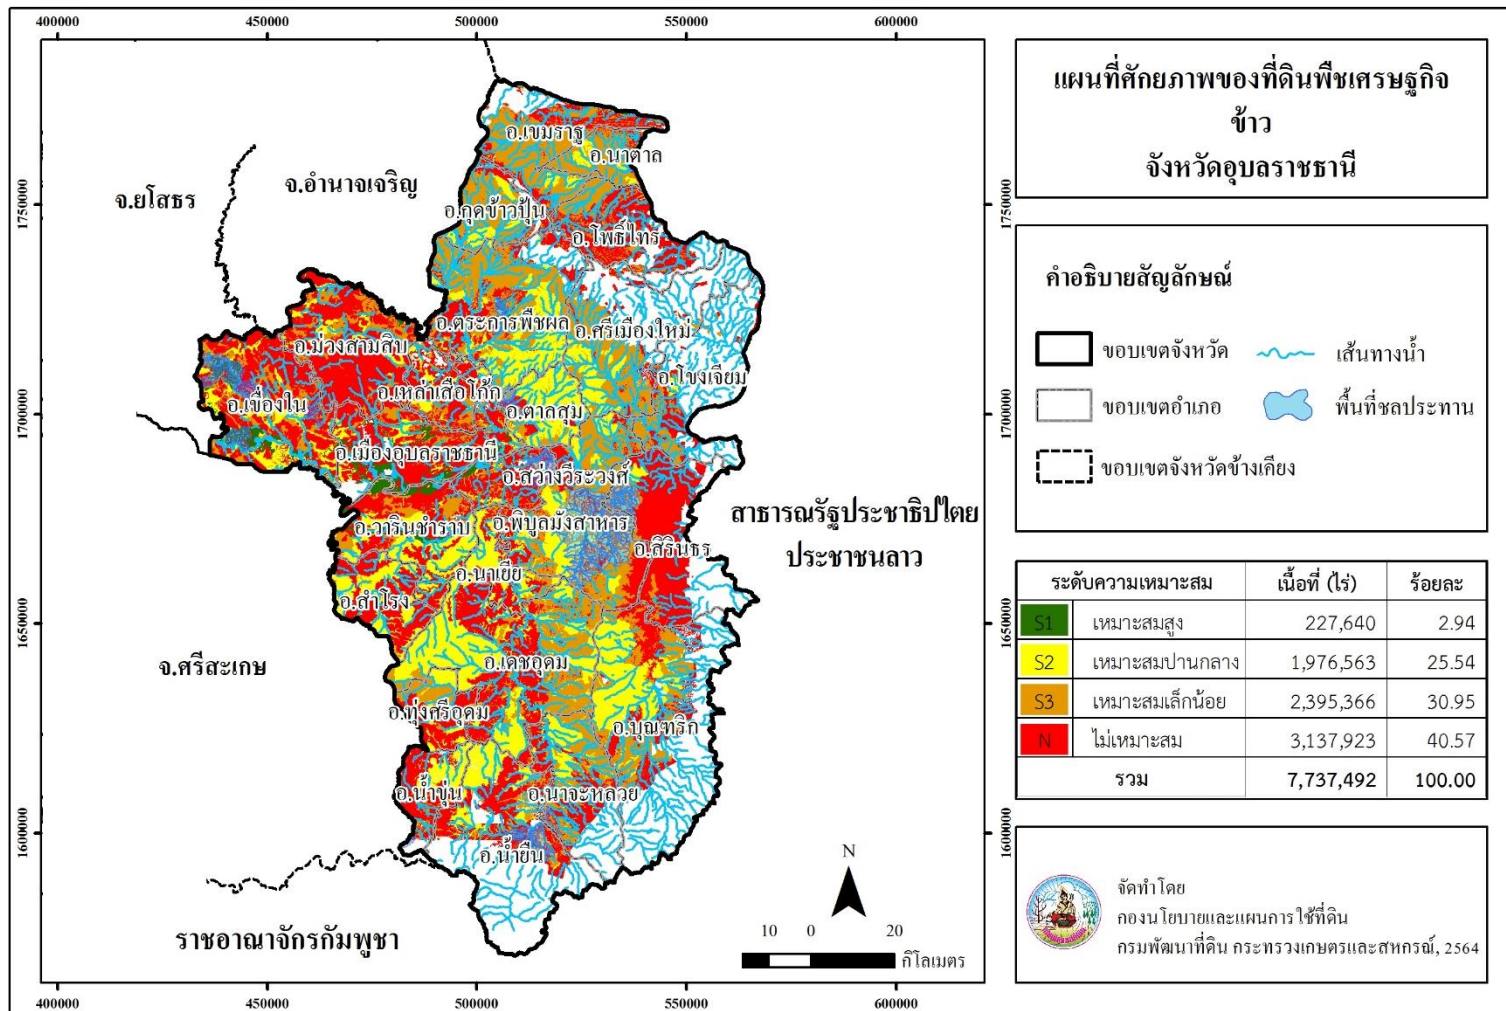 400000 450000 500000 550000 600000
แผนที่ศักยภาพของที่ดินพืชเศรษฐกิจ
ข้าว
จังหวัดอุบลราชธานี
1750000
1700000
1650000
1600000
จ.ยโสธร
จ.อำนาจเจริญ
อ.เขมราฐ
อ.นาตาล
อ.กุดข้าวปุ้น
อ.โพธิ์ไทร
อ.ตระการพืชผล
อ.ศรีเมืองใหม่
อ.ม่วงสามสิบ
อ.โขงเจียม
อ.เหล่าเสือโก้ก
อ.เขื่องใน
อ.ตาลสุม
อ.เมืองอุบลราชธานี
อ.สว่างวีระวงศ์
อ.วารินชำราบ
อ.พิบูลมังสาหาร
อ.สิรินธร
อ.นาเยีย
อ.สำโรง
อ.เดชอุดม
อ.ทุ่งศรีอุดม
อ.บุณฑริก
อ.น้ำขุ่น
อ.นาจะหลวย
อ.น้ำยืน
สาธารณรัฐประชาธิปไตย
ประชาชนลาว
จ.ศรีสะเกษ
ราชอาณาจักรกัมพูชา
N
10 0 20
กิโลเมตร
1750000
1700000
1650000
1600000
400000 450000 500000 550000 600000
คำอธิบายสัญลักษณ์
ขอบเขตจังหวัด เส้นทางน้ำ
ขอบเขตอำเภอ พื้นที่ชลประทาน
ขอบเขตจังหวัดข้างเคียง
ระดับความเหมาะสม เนื้อที่ (ไร่) ร้อยละ
S1 เหมาะสมสูง 227,640 2.94
S2 เหมาะสมปานกลาง 1,976,563 25.54
S3 เหมาะสมเล็กน้อย 2,395,366 30.95
N ไม่เหมาะสม 3,137,923 40.57
รวม 7,737,492 100.00
จัดทำโดย
กองนโยบายและแผนการใช้ที่ดิน
กรมพัฒนาที่ดิน กระทรวงเกษตรและสหกรณ์, 2564